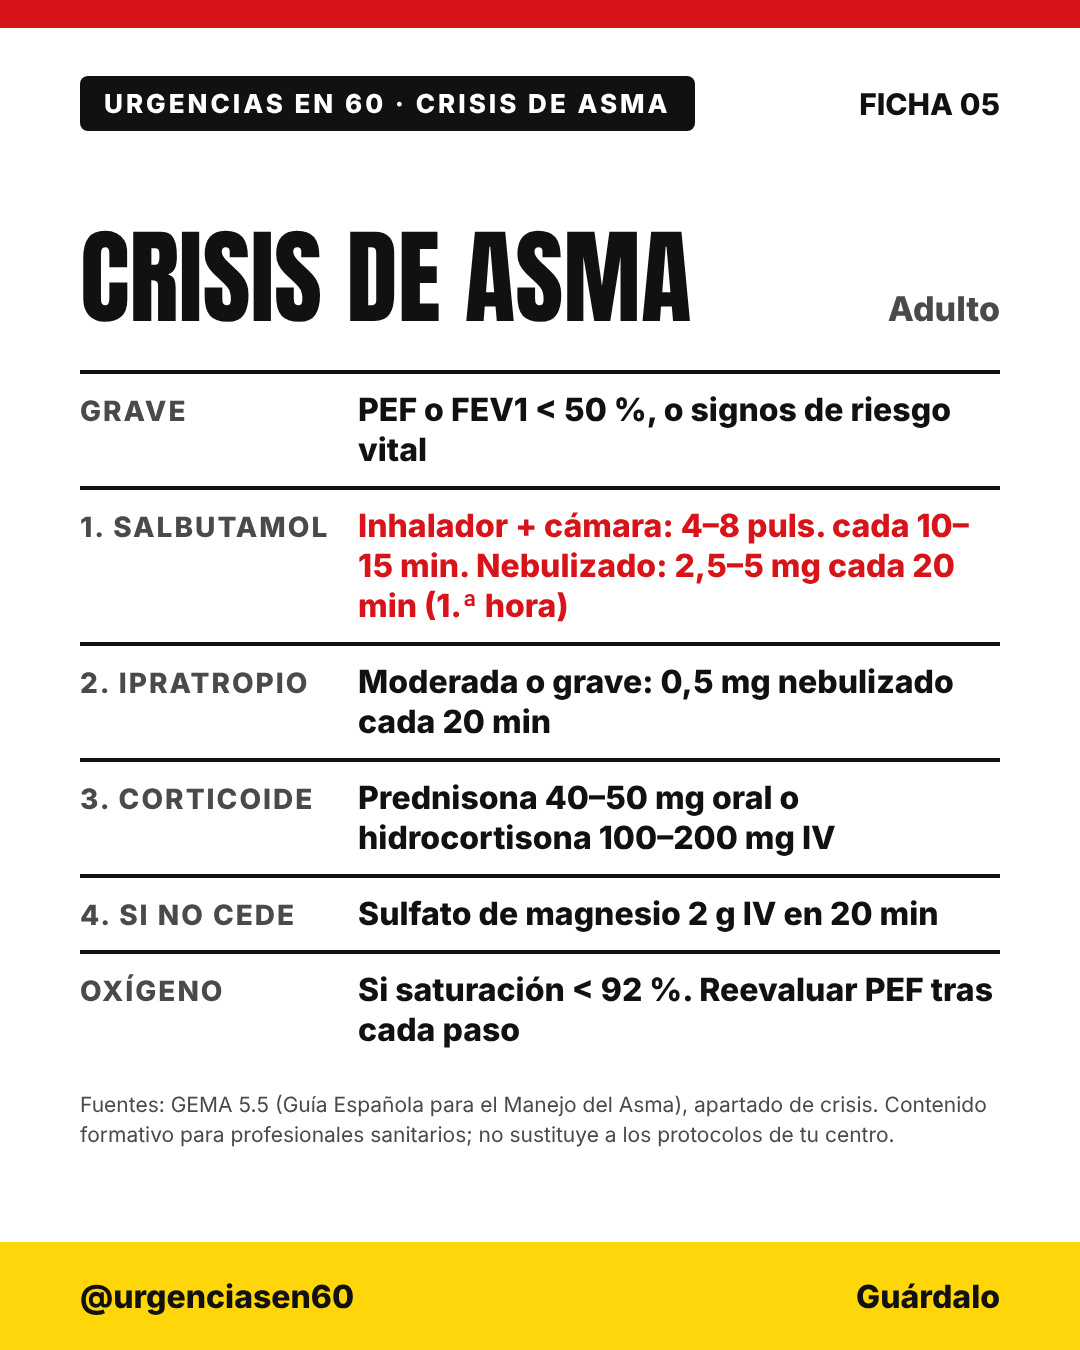 URGENCIAS EN 60 · CRISIS DE ASMA
FICHA 05
CRISIS DE ASMA
Adulto
GRAVE
PEF o FEV1 < 50 %, o signos de riesgo
vital
1. SALBUTAMOL
Inhalador + cámara: 4–8 puls. cada 10–
15 min. Nebulizado: 2,5–5 mg cada 20
min (1.ª hora)
2. IPRATROPIO
Moderada o grave: 0,5 mg nebulizado
cada 20 min
3. CORTICOIDE
Prednisona 40–50 mg oral o
hidrocortisona 100–200 mg IV
4. SI NO CEDE
Sulfato de magnesio 2 g IV en 20 min
OXÍGENO
Si saturación < 92 %. Reevaluar PEF tras
cada paso
Fuentes: GEMA 5.5 (Guía Española para el Manejo del Asma), apartado de crisis. Contenido
formativo para profesionales sanitarios; no sustituye a los protocolos de tu centro.
@urgenciasen60
Guárdalo